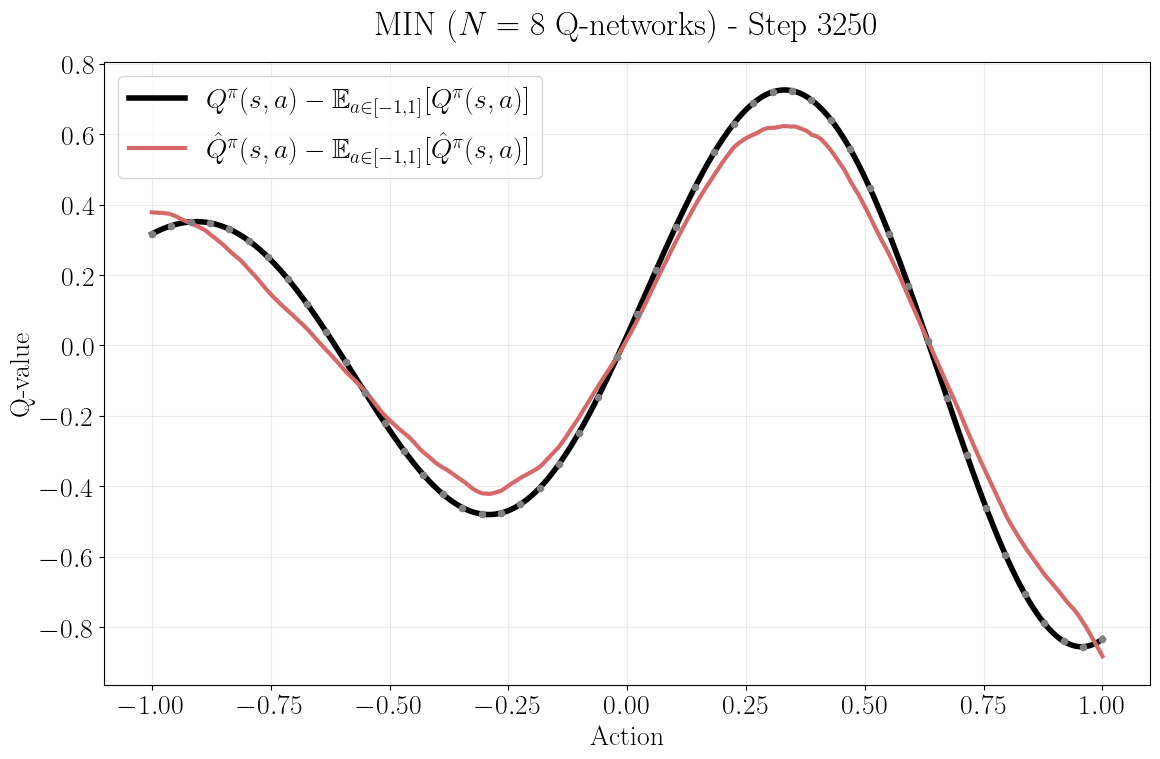 MIN (N = 8 Q-networks) - Step 3250
Q^π(s, a) − 𝔼_{a∈[−1,1]}[Q^π(s, a)]
Q̂^π(s, a) − 𝔼_{a∈[−1,1]}[Q̂^π(s, a)]
0.8
0.6
0.4
0.2
0.0
−0.2
−0.4
−0.6
−0.8
Q-value
−1.00 −0.75 −0.50 −0.25 0.00 0.25 0.50 0.75 1.00
Action